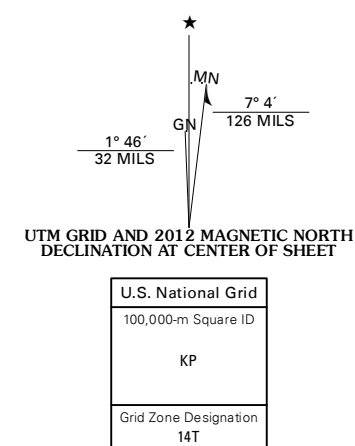 ★
MN
GN
7° 4´
126 MILS
1° 46´
32 MILS
UTM GRID AND 2012 MAGNETIC NORTH
DECLINATION AT CENTER OF SHEET
U.S. National Grid
100,000-m Square ID
KP
Grid Zone Designation
14T